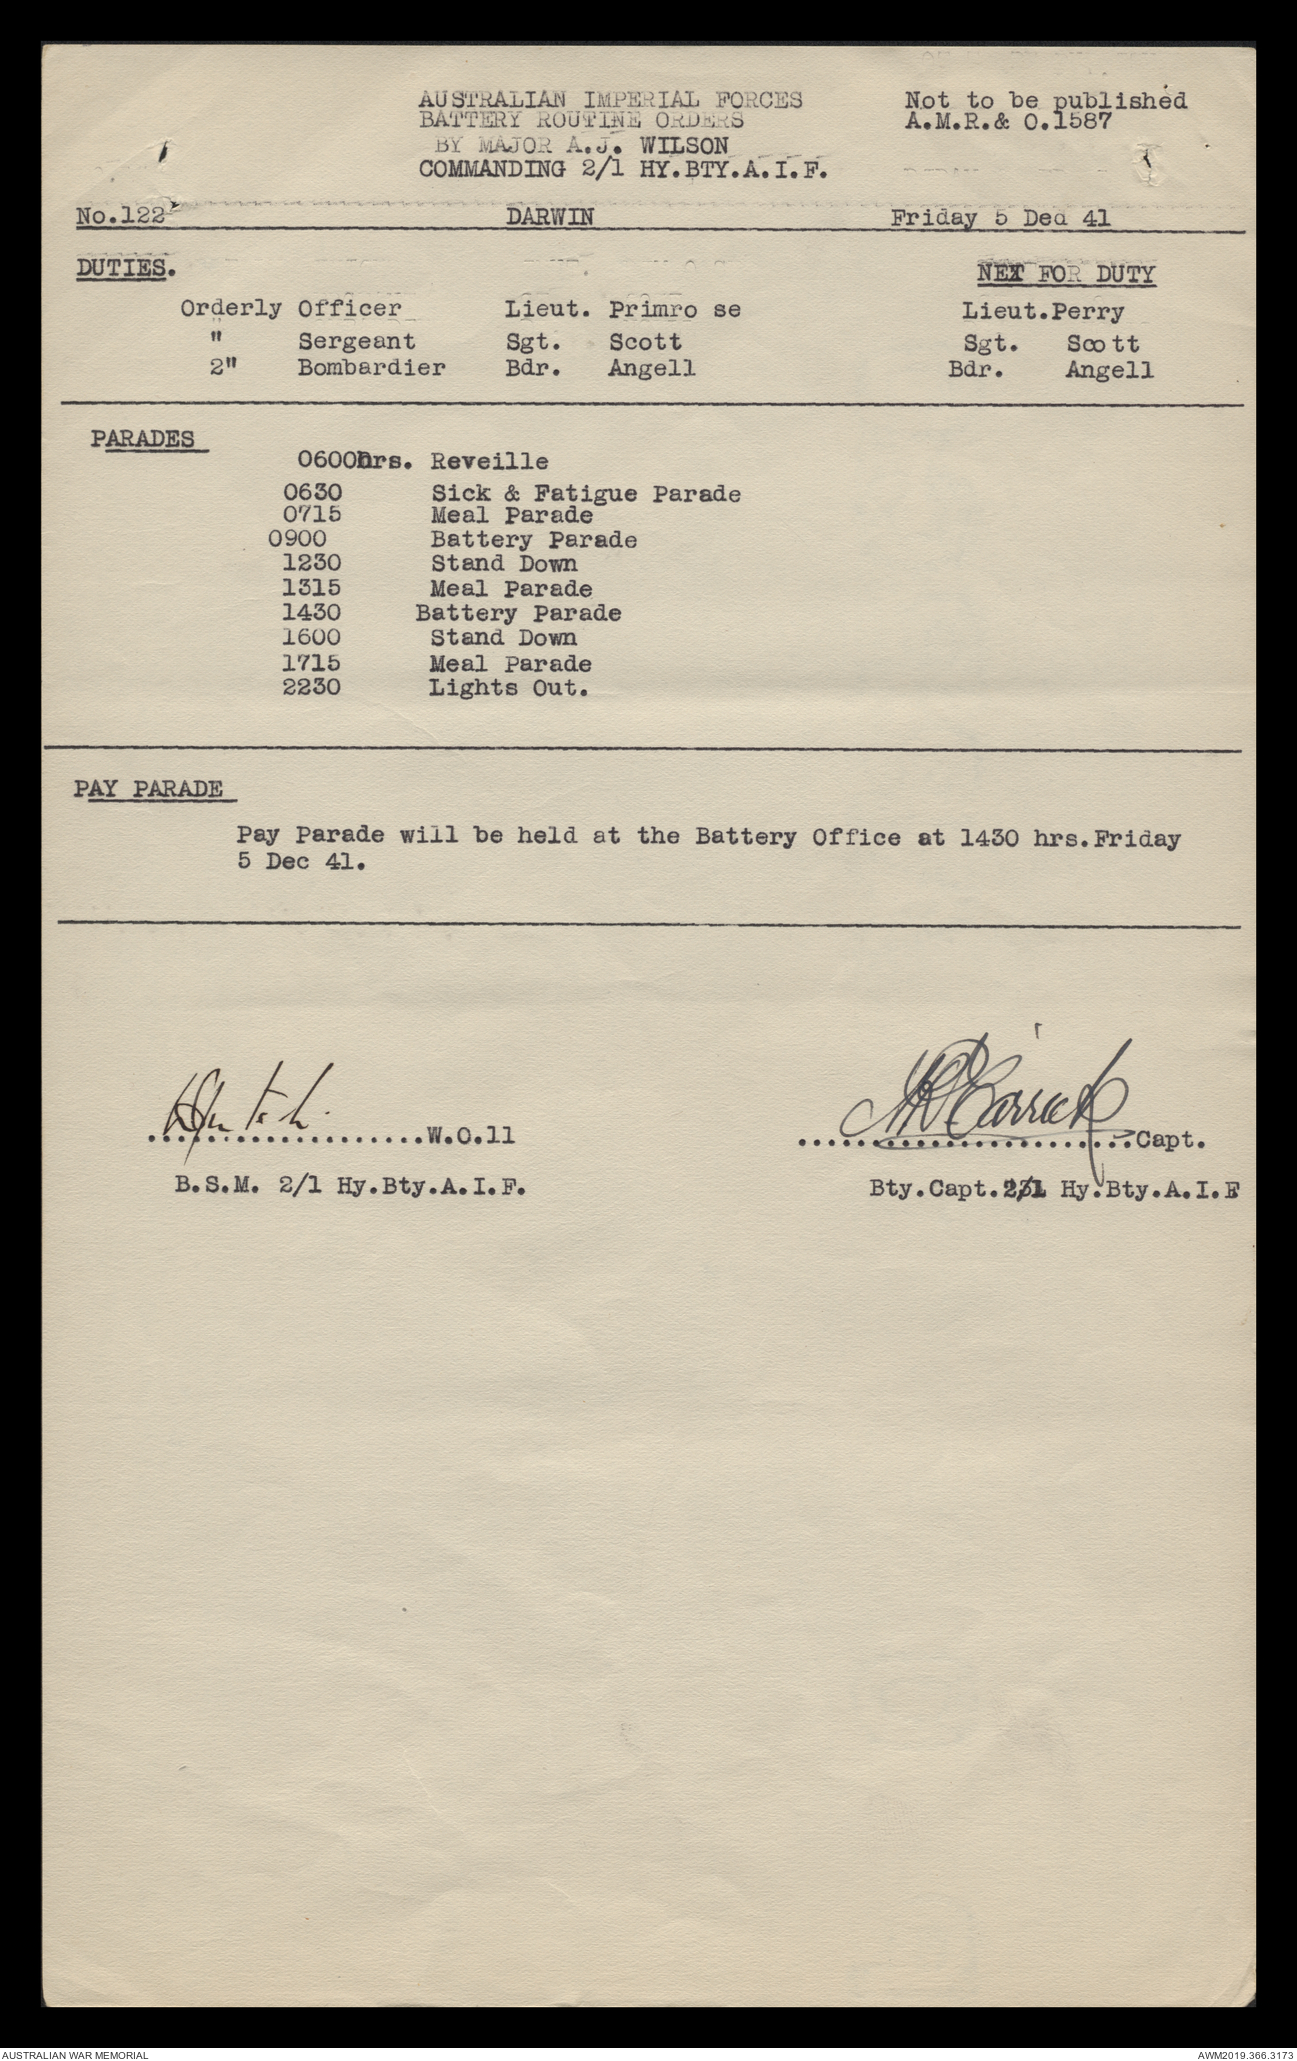 AUSTRALIAN IMPERIAL FORCES
BATTERY ROUTINE ORDERS
BY MAJOR A.J. WILSON
COMMANDING 2/1 HY.BTY.A.I.F.
Not to be published
A.M.R.& O.1587
No.122 DARWIN Friday 5 Ded 41
DUTIES. NEXT FOR DUTY
Orderly Officer Lieut. Primro se Lieut.Perry
" Sergeant Sgt. Scott Sgt. Scott
2" Bombardier Bdr. Angell Bdr. Angell
PARADES
0600hrs. Reveille
0630 Sick & Fatigue Parade
0715 Meal Parade
0900 Battery Parade
1230 Stand Down
1315 Meal Parade
1430 Battery Parade
1600 Stand Down
1715 Meal Parade
2230 Lights Out.
PAY PARADE
Pay Parade will be held at the Battery Office at 1430 hrs.Friday
5 Dec 41.
....................W.O.11
........................Capt.
B.S.M. 2/1 Hy.Bty.A.I.F.
Bty.Capt.2/1 Hy.Bty.A.I.F
AUSTRALIAN WAR MEMORIAL
AWM2019.366.3173